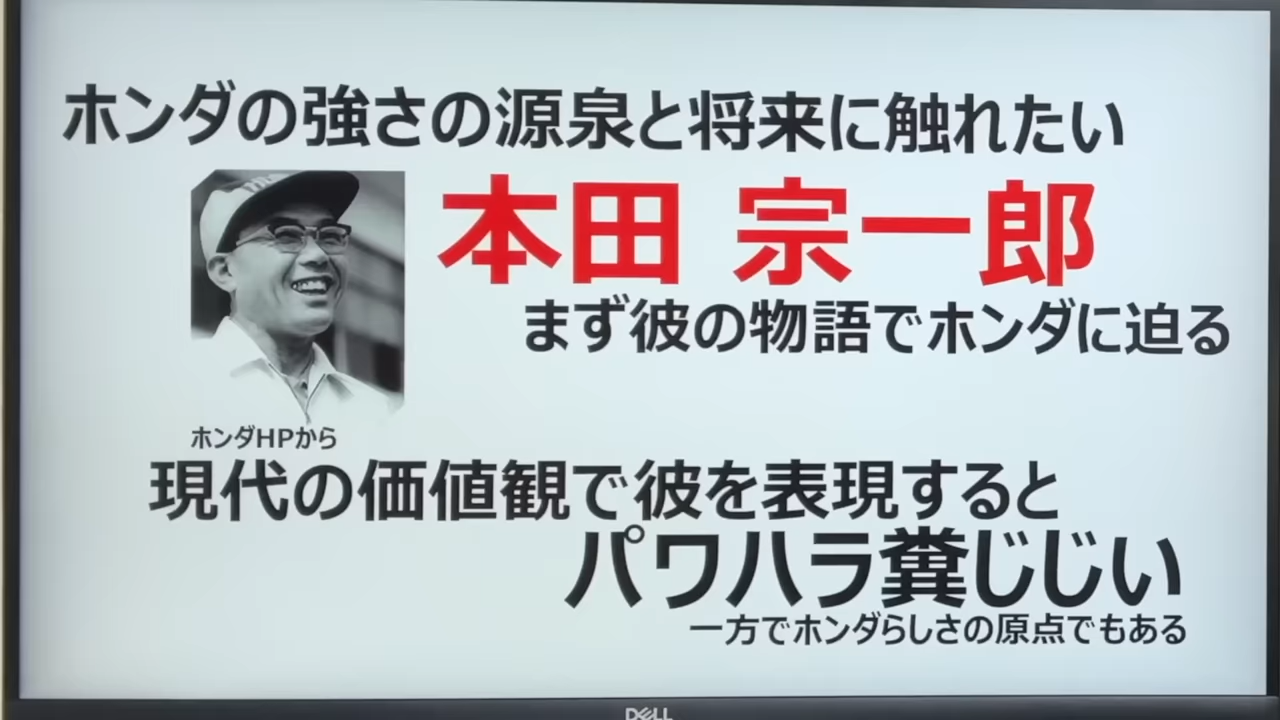 ホンダの強さの源泉と将来に触れたい
本田 宗一郎
まず彼の物語でホンダに迫る
ホンダHPから
現代の価値観で彼を表現すると
パワハラ糞じじい
一方でホンダらしさの原点でもある
DELL